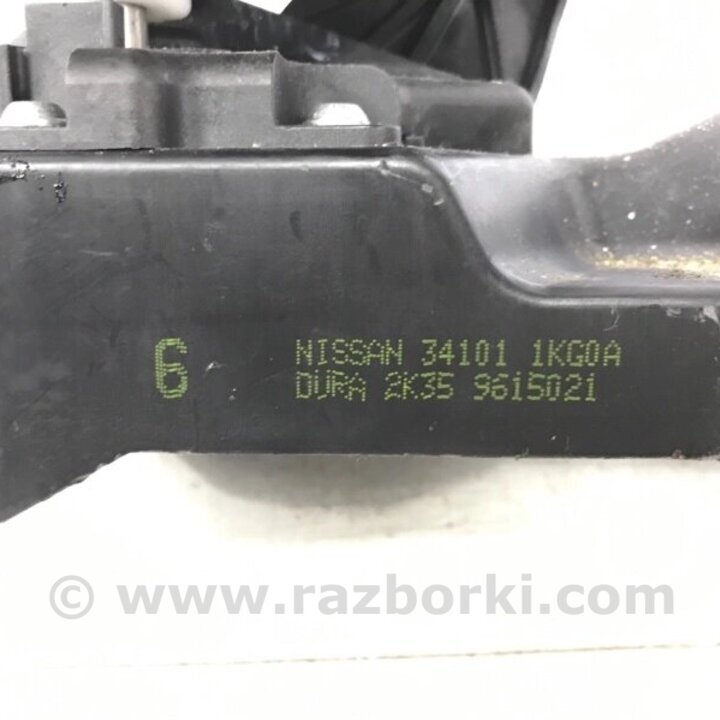 6 NISSAN 34101 1KG0A
DURA 2K35 9615021
© www.razborki.com